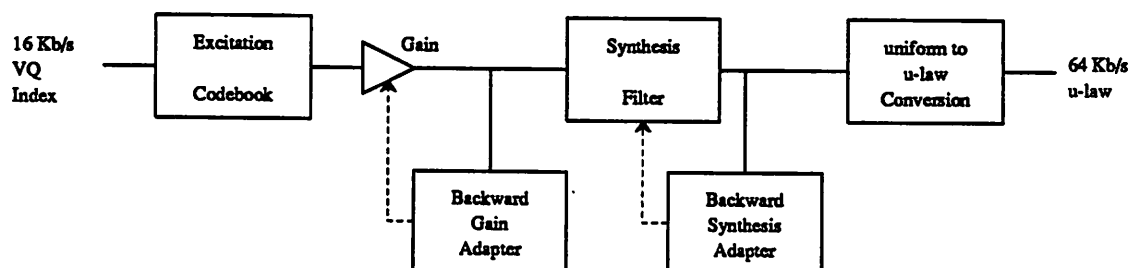 16 Kb/s
VQ
Index
Excitation
Codebook
Gain
Synthesis
Filter
uniform to
u-law
Conversion
64 Kb/s
u-law
Backward
Gain
Adapter
Backward
Synthesis
Adapter